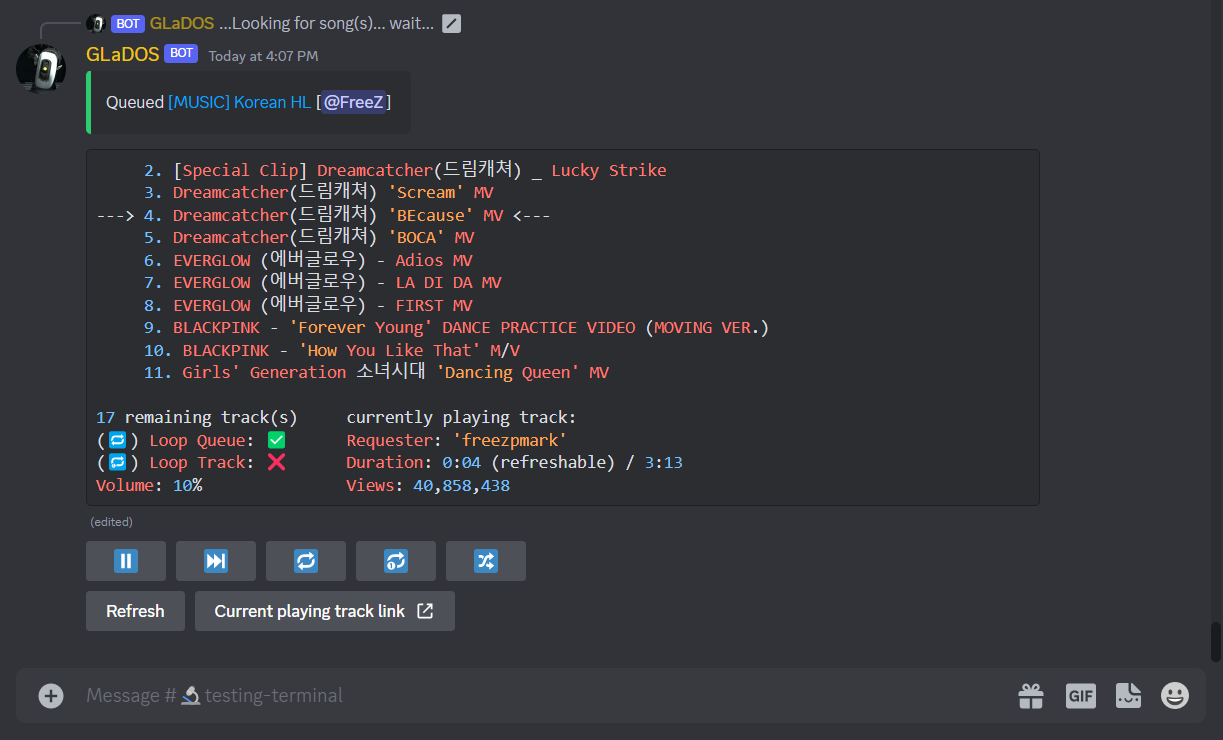 BOT GLaDOS ...Looking for song(s)... wait...
GLaDOS BOT Today at 4:07 PM
Queued [MUSIC] Korean HL [@FreeZ]
2. [Special Clip] Dreamcatcher(드림캐쳐) _ Lucky Strike
3. Dreamcatcher(드림캐쳐) 'Scream' MV
---> 4. Dreamcatcher(드림캐쳐) 'BEcause' MV <---
5. Dreamcatcher(드림캐쳐) 'BOCA' MV
6. EVERGLOW (에버글로우) - Adios MV
7. EVERGLOW (에버글로우) - LA DI DA MV
8. EVERGLOW (에버글로우) - FIRST MV
9. BLACKPINK - 'Forever Young' DANCE PRACTICE VIDEO (MOVING VER.)
10. BLACKPINK - 'How You Like That' M/V
11. Girls' Generation 소녀시대 'Dancing Queen' MV
17 remaining track(s) currently playing track:
(🔁) Loop Queue: ✅ Requester: 'freezpmark'
(🔁) Loop Track: ❌ Duration: 0:04 (refreshable) / 3:13
Volume: 10% Views: 40,858,438
(edited)
Refresh Current playing track link
Message #🔬testing-terminal
GIF